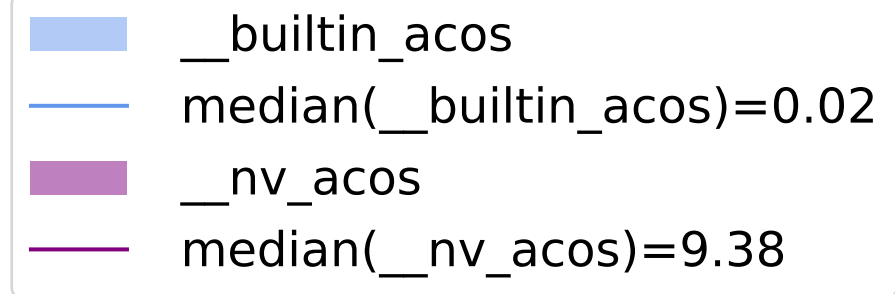 __builtin_acos
median(__builtin_acos)=0.02
__nv_acos
median(__nv_acos)=9.38